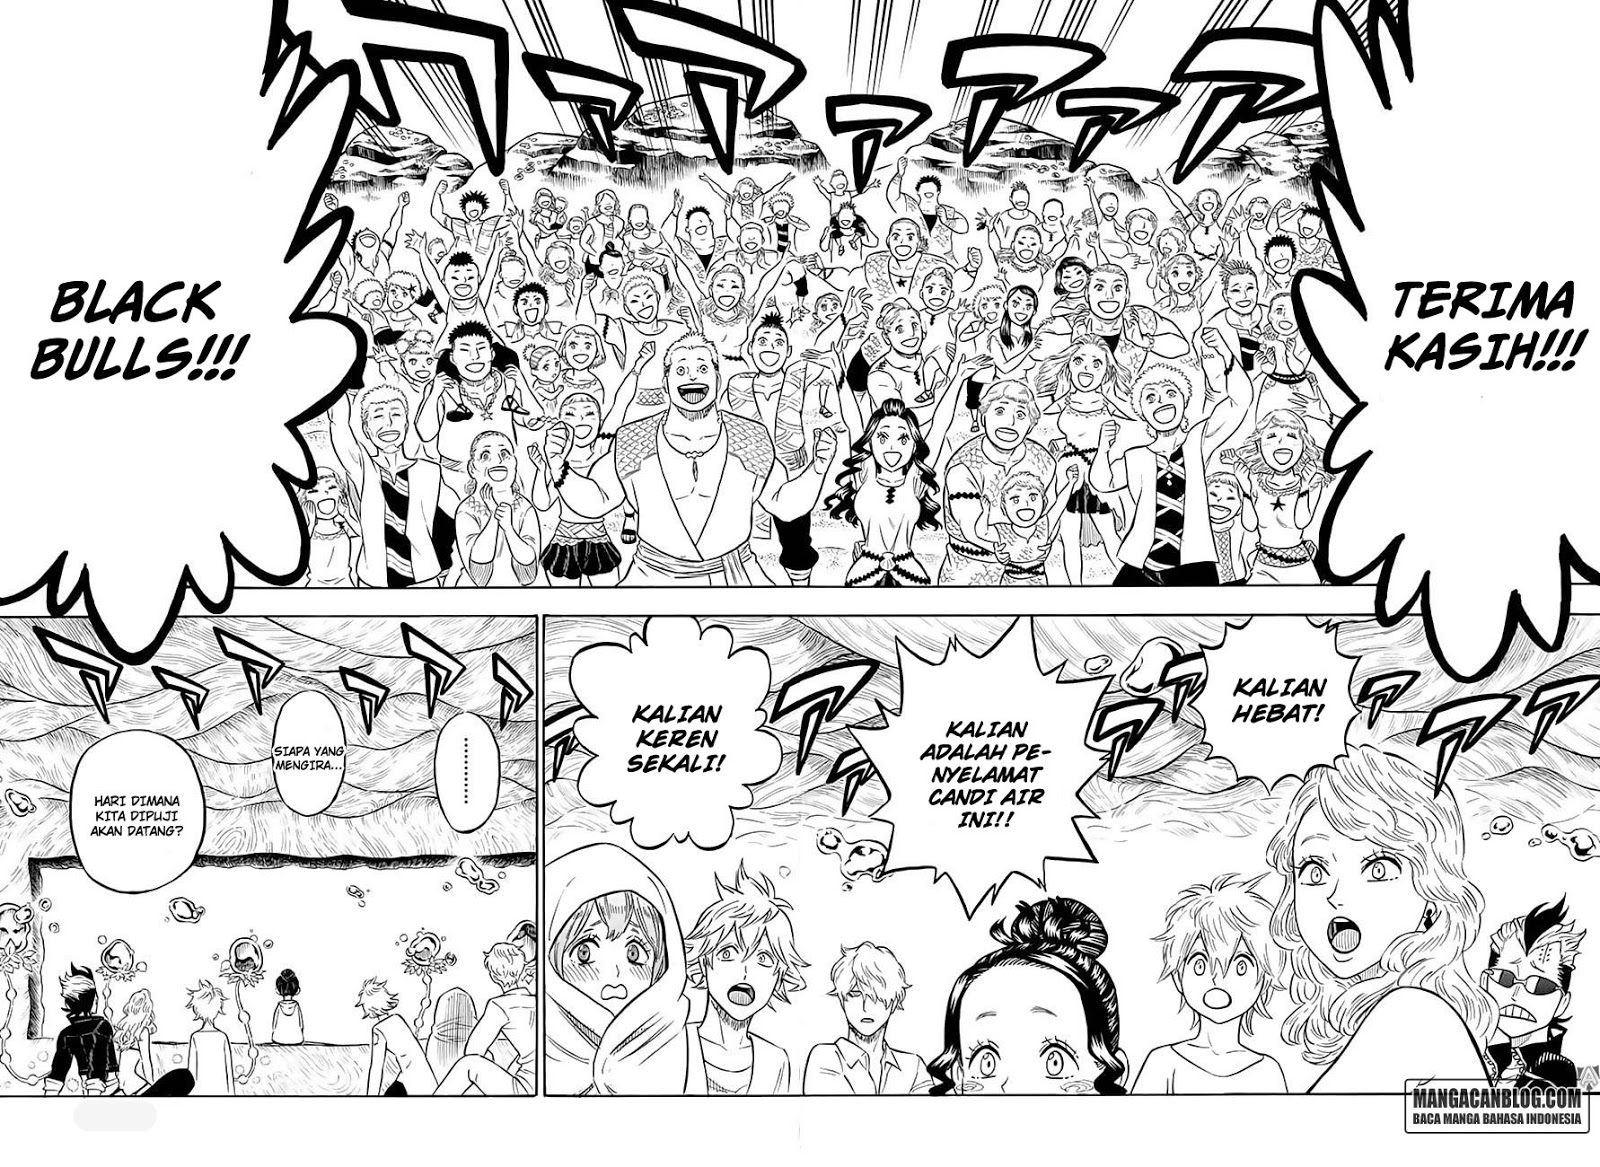 TERIMA
KASIH!!!
BLACK
BULLS!!!
KALIAN
HEBAT!
KALIAN
ADALAH PE-
NYELAMAT
CANDI AIR
INI!!
KALIAN
KEREN
SEKALI!
...........
SIAPA YANG
MENGIRA...
HARI DIMANA
KITA DIPUJI
AKAN DATANG?
MANGACANBLOG.COM
BACA MANGA BAHASA INDONESIA